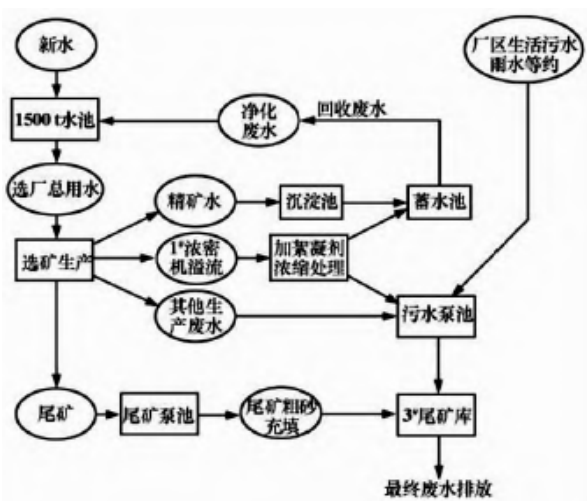 新水
厂区生活污水
雨水等约
1500 t水池
净化
废水
回收废水
选厂总用水
精矿水
沉淀池
蓄水池
选矿生产
1#浓密
机溢流
加絮凝剂
浓缩处理
其他生
产废水
污水泵池
尾矿
尾矿泵池
尾矿粗砂
充填
3#尾矿库
最终废水排放